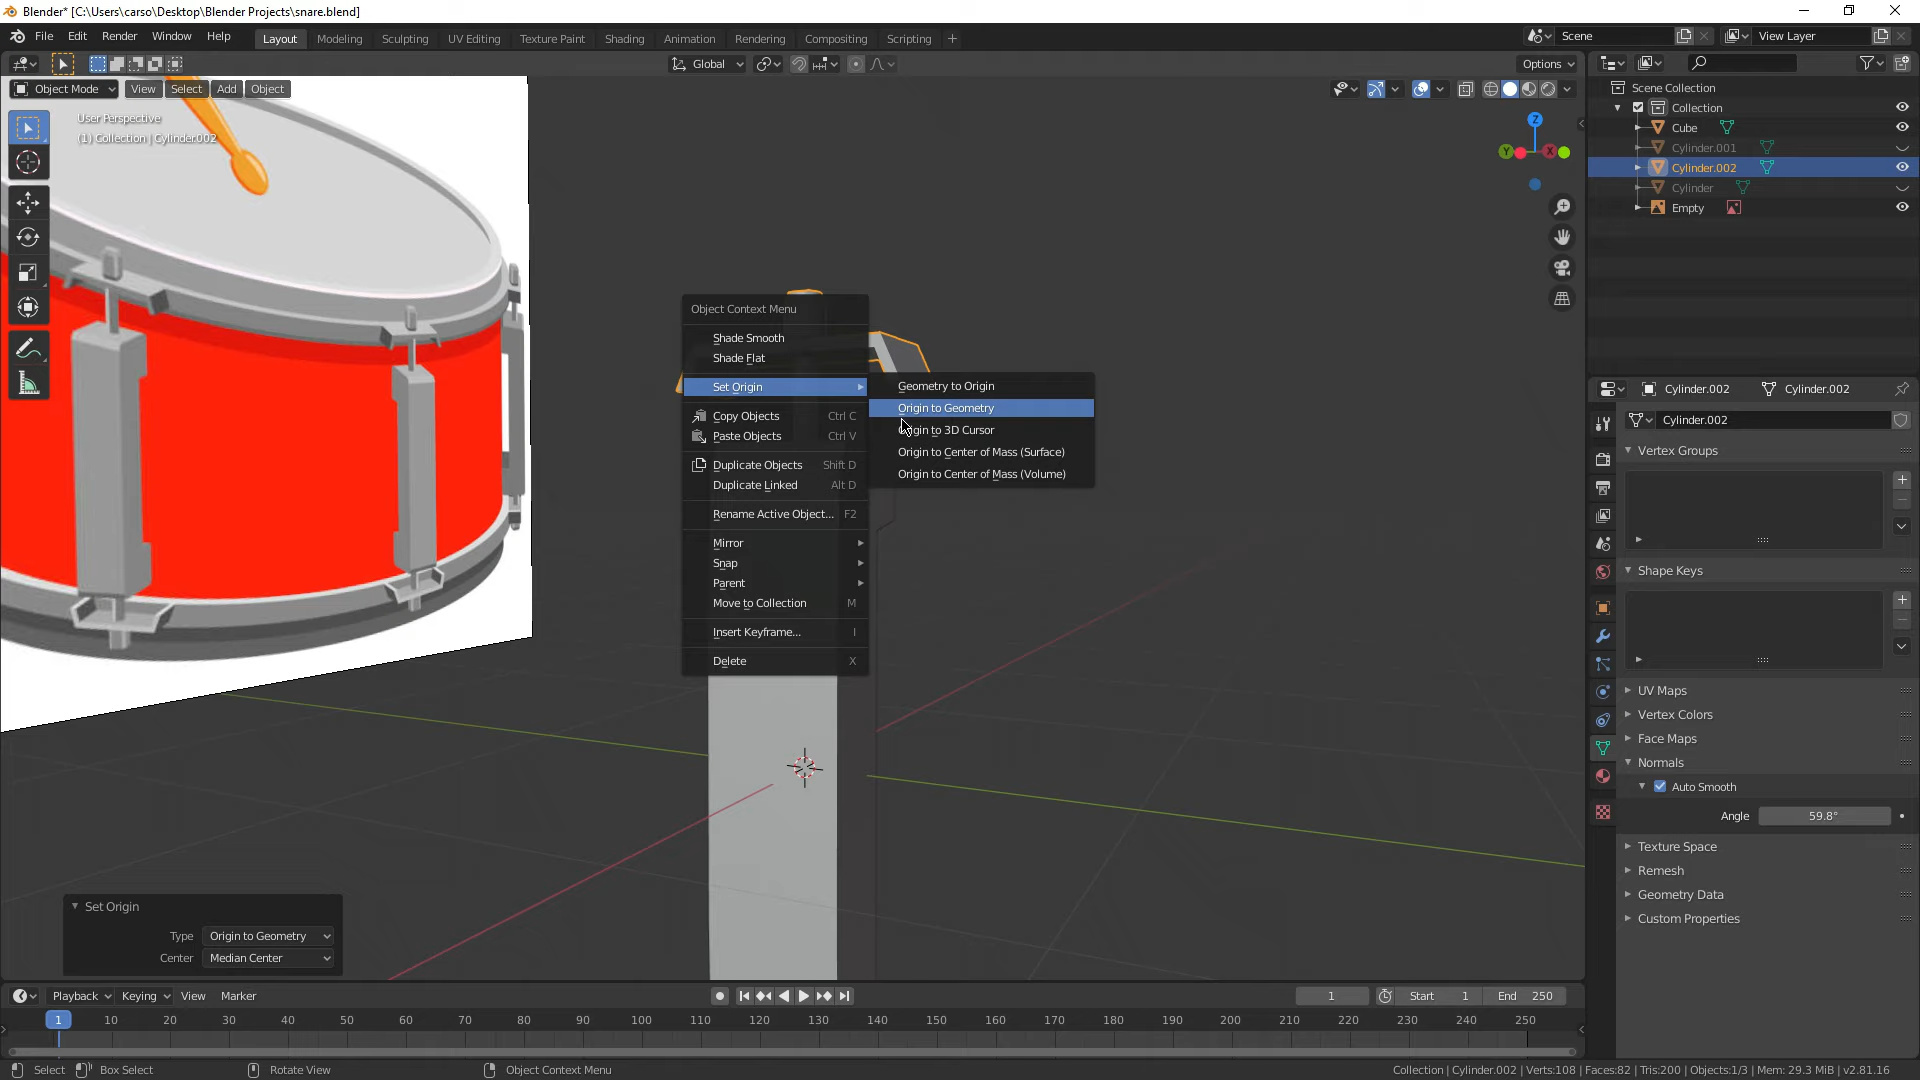 Blender* [C:\Users\carso\Desktop\Blender Projects\snare.blend]
File Edit Render Window Help
Layout Modeling Sculpting UV Editing Texture Paint Shading Animation Rendering Compositing Scripting +
Scene
View Layer
Global
Options
Object Mode View Select Add Object
User Perspective
(1) Collection | Cylinder.002
Z
Y
X
Scene Collection
Collection
Cube
Cylinder.001
Cylinder.002
Cylinder
Empty
Object Context Menu
Shade Smooth
Shade Flat
Set Origin
Copy Objects Ctrl C
Paste Objects Ctrl V
Duplicate Objects Shift D
Duplicate Linked Alt D
Rename Active Object... F2
Mirror
Snap
Parent
Move to Collection M
Insert Keyframe... I
Delete X
Geometry to Origin
Origin to Geometry
Origin to 3D Cursor
Origin to Center of Mass (Surface)
Origin to Center of Mass (Volume)
Cylinder.002 Cylinder.002
Cylinder.002
Vertex Groups
Shape Keys
UV Maps
Vertex Colors
Face Maps
Normals
Auto Smooth
Angle 59.8°
Texture Space
Remesh
Geometry Data
Custom Properties
Set Origin
Type Origin to Geometry
Center Median Center
Playback Keying View Marker
1 Start 1 End 250
1 10 20 30 40 50 60 70 80 90 100 110 120 130 140 150 160 170 180 190 200 210 220 230 240 250
Select Box Select Rotate View Object Context Menu
Collection | Cylinder.002 | Verts:108 | Faces:82 | Tris:200 | Objects:1/3 | Mem: 29.3 MiB | v2.81.16